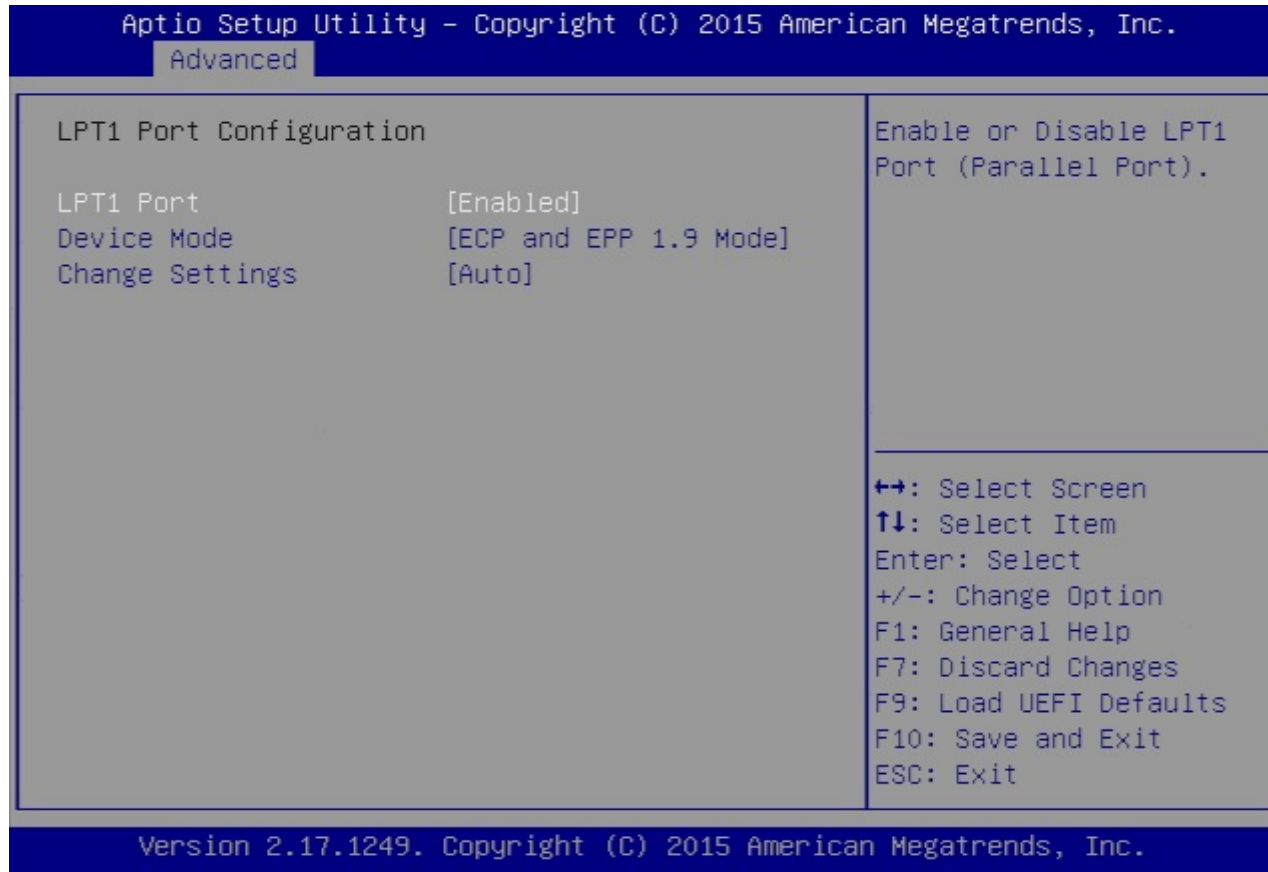 Aptio Setup Utility – Copyright (C) 2015 American Megatrends, Inc.
Advanced
LPT1 Port Configuration
LPT1 Port [Enabled]
Device Mode [ECP and EPP 1.9 Mode]
Change Settings [Auto]
Enable or Disable LPT1
Port (Parallel Port).
↔: Select Screen
↑↓: Select Item
Enter: Select
+/-: Change Option
F1: General Help
F7: Discard Changes
F9: Load UEFI Defaults
F10: Save and Exit
ESC: Exit
Version 2.17.1249. Copyright (C) 2015 American Megatrends, Inc.